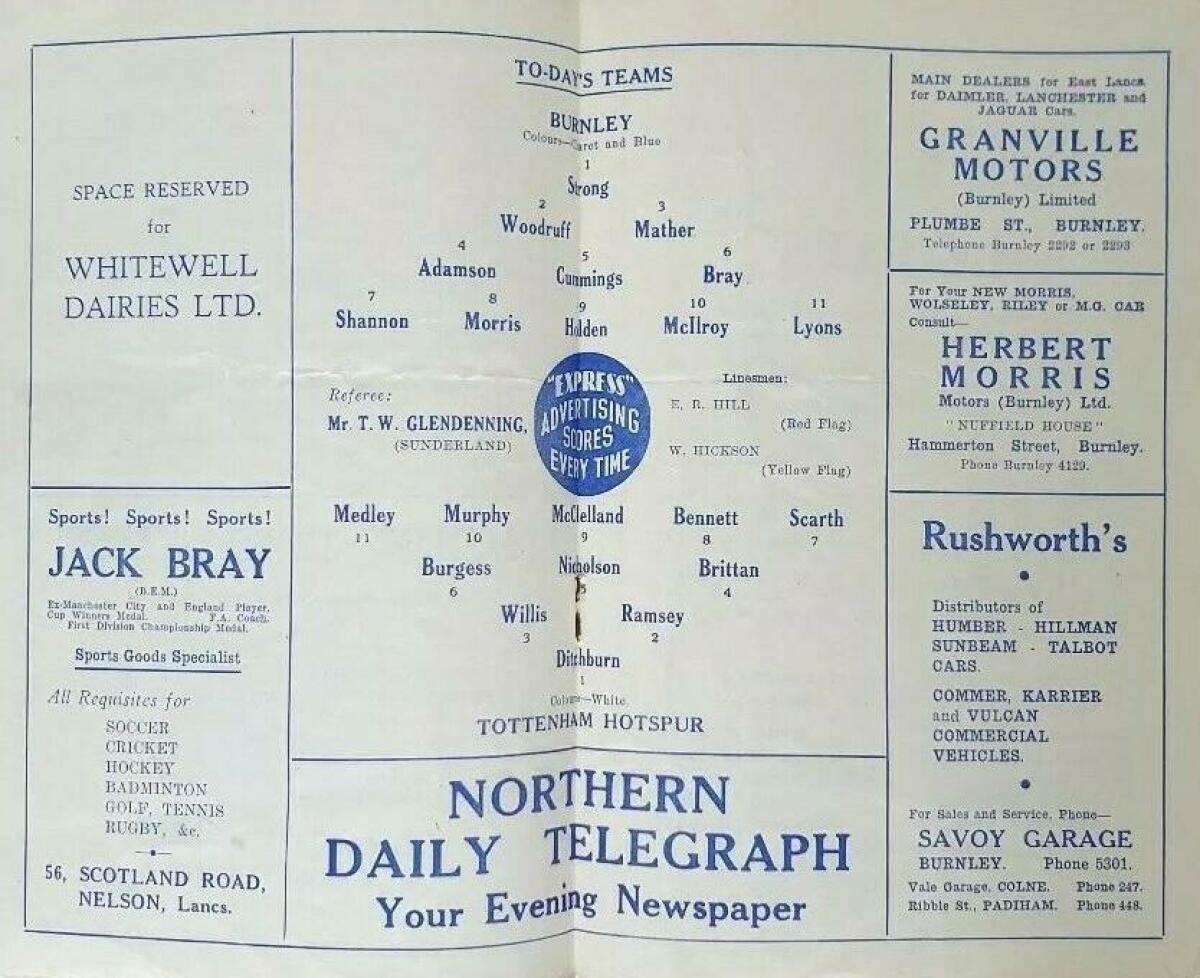 SPACE RESERVED
for
WHITEWELL
DAIRIES LTD.
Sports! Sports! Sports!
JACK BRAY
(B.E.M.)
Ex-Manchester City and England Player.
Cup Winners Medal. F.A. Coach.
First Division Championship Medal.
Sports Goods Specialist
All Requisites for
SOCCER
CRICKET
HOCKEY
BADMINTON
GOLF, TENNIS
RUGBY, &c.
56, SCOTLAND ROAD,
NELSON, Lancs.
TO-DAY'S TEAMS
BURNLEY
Colours—Claret and Blue
1
Strong
2 3
Woodruff Mather
4 5 6
Adamson Cummings Bray
7 8 9 10 11
Shannon Morris Holden McIlroy Lyons
Referee:
Mr. T. W. GLENDENNING,
(SUNDERLAND)
"EXPRESS"
ADVERTISING
SCORES
EVERY TIME
Linesmen:
E. R. HILL
(Red Flag)
W. HICKSON
(Yellow Flag)
Medley Murphy McClelland Bennett Scarth
11 10 9 8 7
Burgess Nicholson Brittan
6 5 4
Willis Ramsey
3 2
Ditchburn
1
Colours—White.
TOTTENHAM HOTSPUR
NORTHERN
DAILY TELEGRAPH
Your Evening Newspaper
MAIN DEALERS for East Lancs.
for DAIMLER, LANCHESTER and
JAGUAR Cars.
GRANVILLE
MOTORS
(Burnley) Limited
PLUMBE ST., BURNLEY.
Telephone Burnley 2292 or 2293
For Your NEW MORRIS,
WOLSELEY, RILEY or M.G. CAR
Consult—
HERBERT
MORRIS
Motors (Burnley) Ltd.
"NUFFIELD HOUSE"
Hammerton Street, Burnley.
Phone Burnley 4129.
Rushworth's
Distributors of
HUMBER - HILLMAN
SUNBEAM - TALBOT
CARS.
COMMER, KARRIER
and VULCAN
COMMERCIAL
VEHICLES.
For Sales and Service, Phone—
SAVOY GARAGE
BURNLEY. Phone 5301.
Vale Garage, COLNE. Phone 247.
Ribble St., PADIHAM. Phone 448.